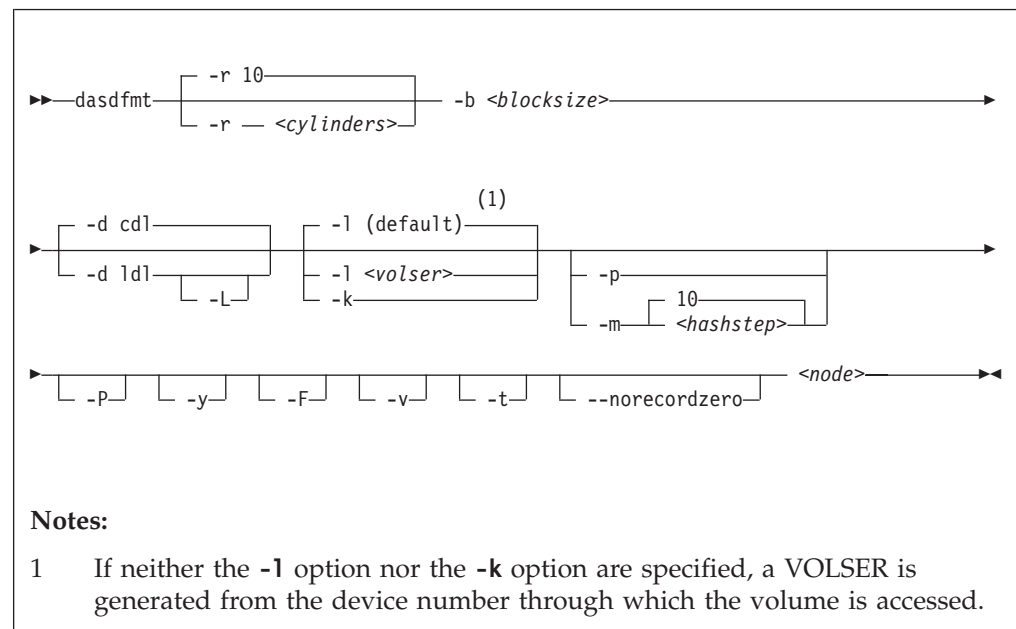 -r 10
dasdfmt -b <blocksize>
-r <cylinders>
(1)
-d cdl -l (default)
-d ldl -l <volser> -p
-L -k 10
-m <hashstep>
<node>
-P -y -F -v -t --norecordzero
Notes:
1 If neither the -l option nor the -k option are specified, a VOLSER is
generated from the device number through which the volume is accessed.